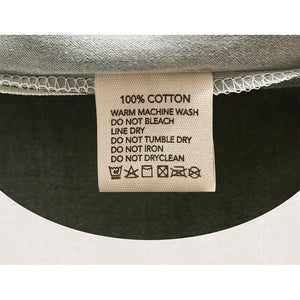 100% COTTON
WARM MACHINE WASH
DO NOT BLEACH
LINE DRY
DO NOT TUMBLE DRY
DO NOT IRON
DO NOT DRYCLEAN